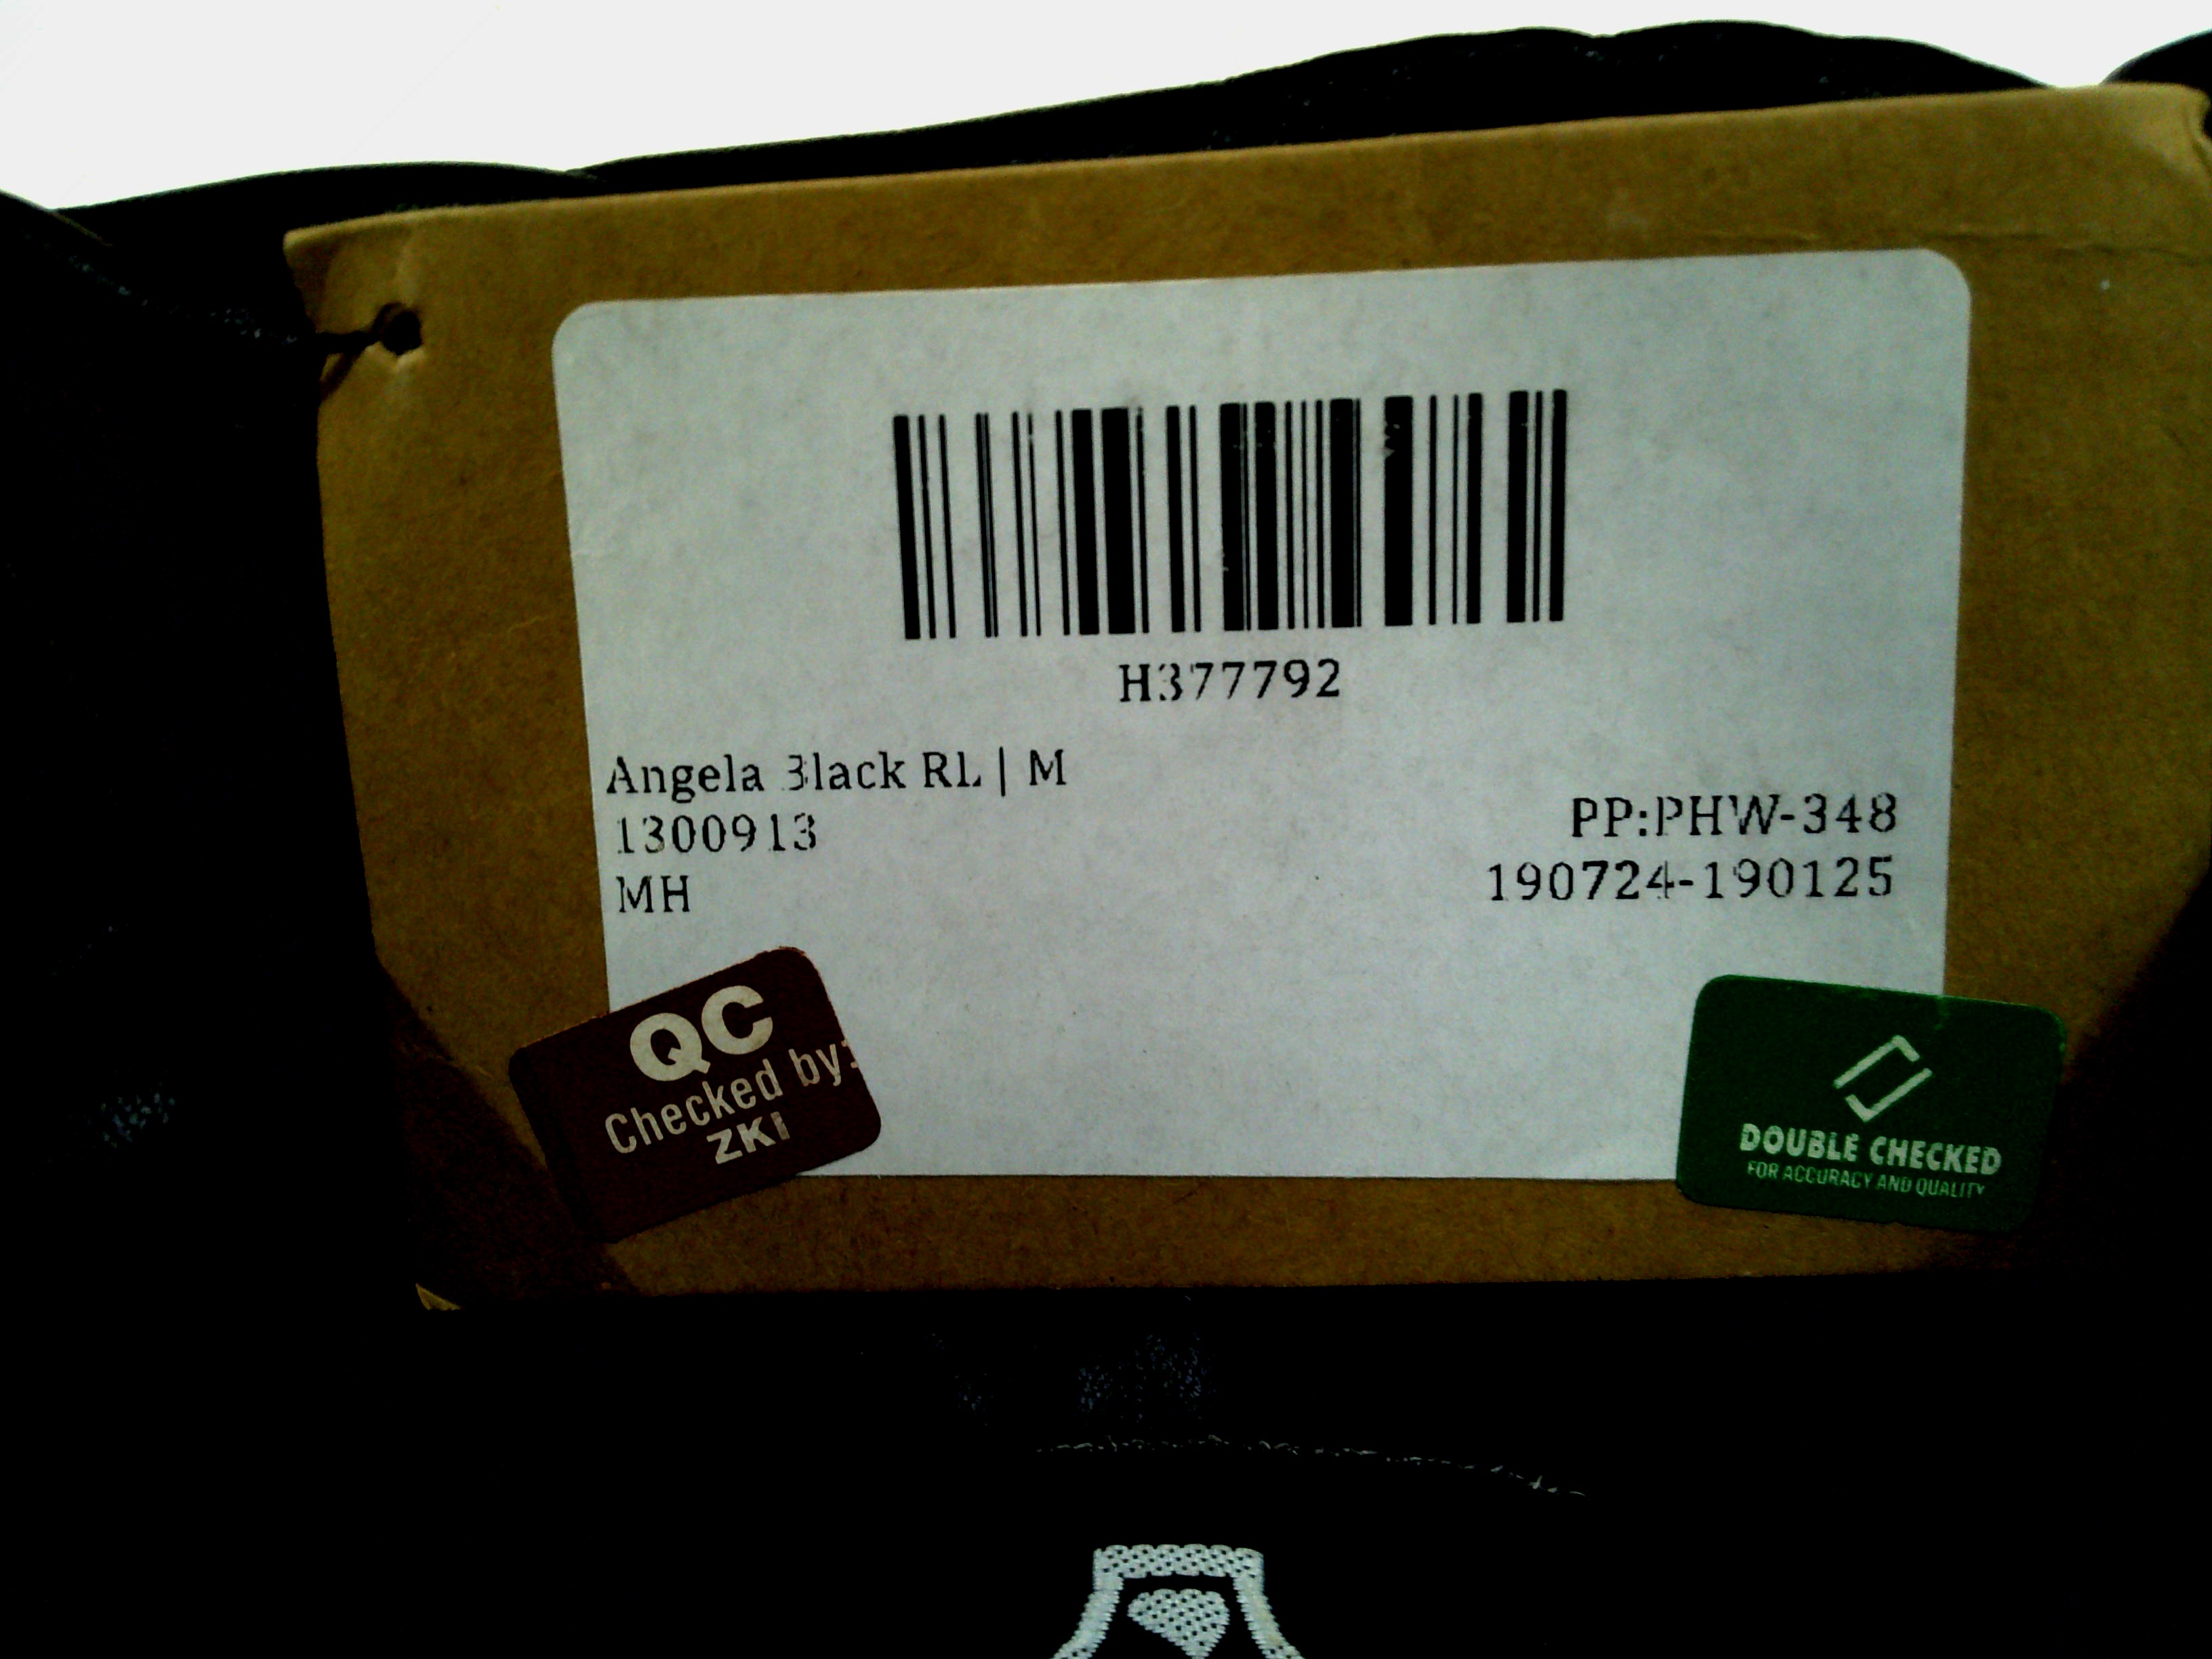 H377792
Angela Black RL | M
1300913
MH
PP:PHW-348
190724-190125
QC
Checked by:
ZKI
DOUBLE CHECKED
FOR ACCURACY AND QUALITY